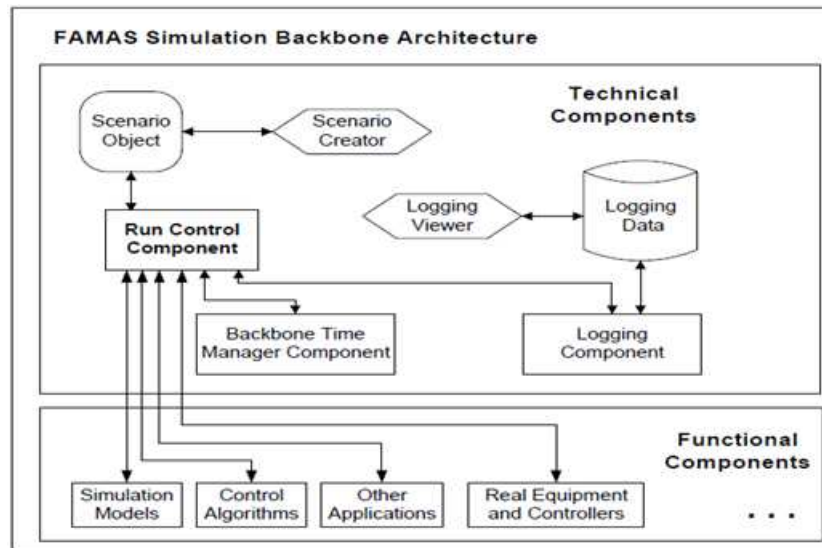 FAMAS Simulation Backbone Architecture
Technical
Components
Scenario
Object
Scenario
Creator
Logging
Viewer
Logging
Data
Run Control
Component
Backbone Time
Manager Component
Logging
Component
Functional
Components
Simulation
Models
Control
Algorithms
Other
Applications
Real Equipment
and Controllers
. . .